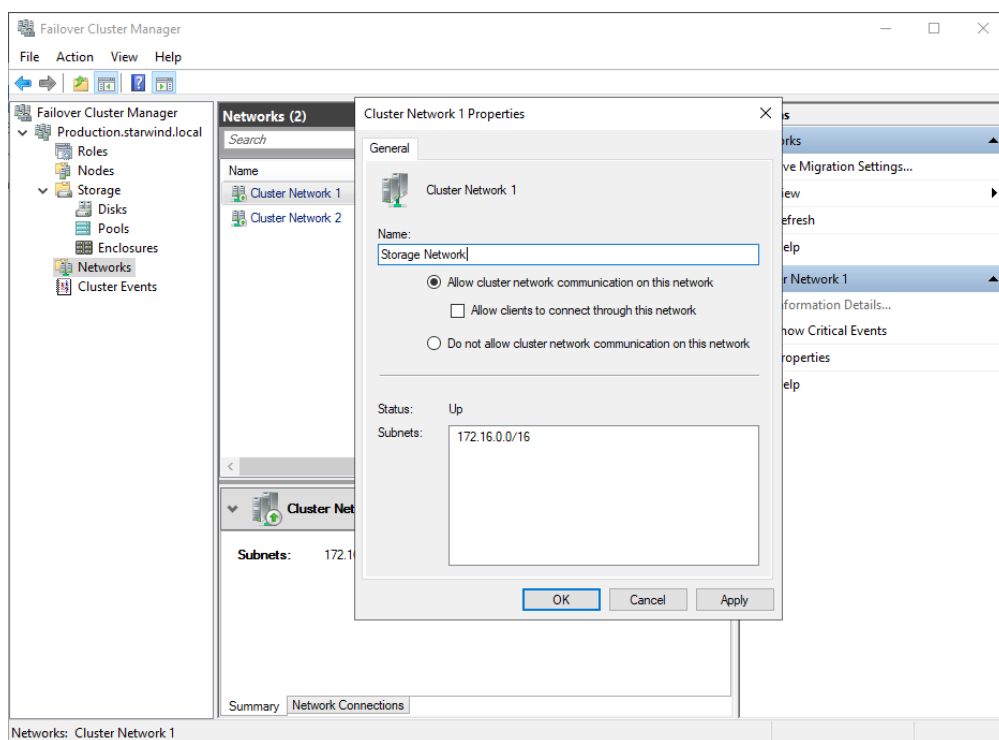 Failover Cluster Manager
File Action View Help
Failover Cluster Manager
Production.starwind.local
Roles
Nodes
Storage
Disks
Pools
Enclosures
Networks
Cluster Events
Networks (2)
Search
Name
Cluster Network 1
Cluster Network 2
Cluster Net
Subnets: 172.1
Summary Network Connections
Cluster Network 1 Properties
General
Cluster Network 1
Name:
Storage Network
Allow cluster network communication on this network
Allow clients to connect through this network
Do not allow cluster network communication on this network
Status: Up
Subnets: 172.16.0.0/16
OK Cancel Apply
s
rks
ve Migration Settings...
iew
efresh
elp
r Network 1
formation Details...
how Critical Events
roperties
elp
Networks: Cluster Network 1